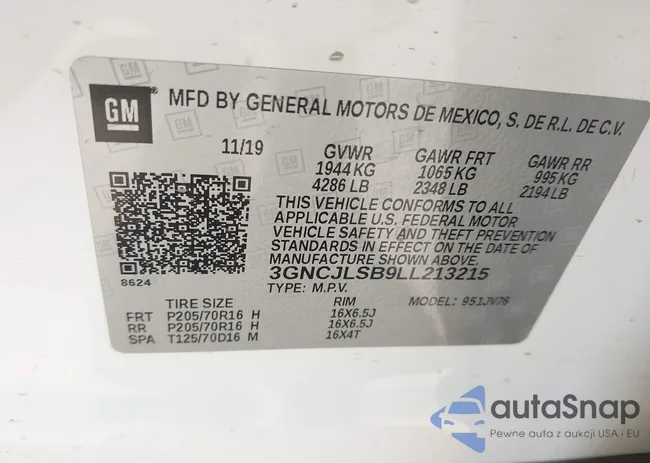 GM
MFD BY GENERAL MOTORS DE MEXICO, S. DE R.L. DE C.V.
11/19 GVWR GAWR FRT GAWR RR
1944 KG 1065 KG 995 KG
4286 LB 2348 LB 2194 LB
THIS VEHICLE CONFORMS TO ALL
APPLICABLE U.S. FEDERAL MOTOR
VEHICLE SAFETY AND THEFT PREVENTION
STANDARDS IN EFFECT ON THE DATE OF
MANUFACTURE SHOWN ABOVE.
3GNCJLSB9LL213215
8624
TYPE: M.P.V. MODEL: 951JV76
TIRE SIZE RIM
FRT P205/70R16 H 16X6.5J
RR P205/70R16 H 16X6.5J
SPA T125/70D16 M 16X4T
autaSnap
Pewne auta z aukcji USA i EU